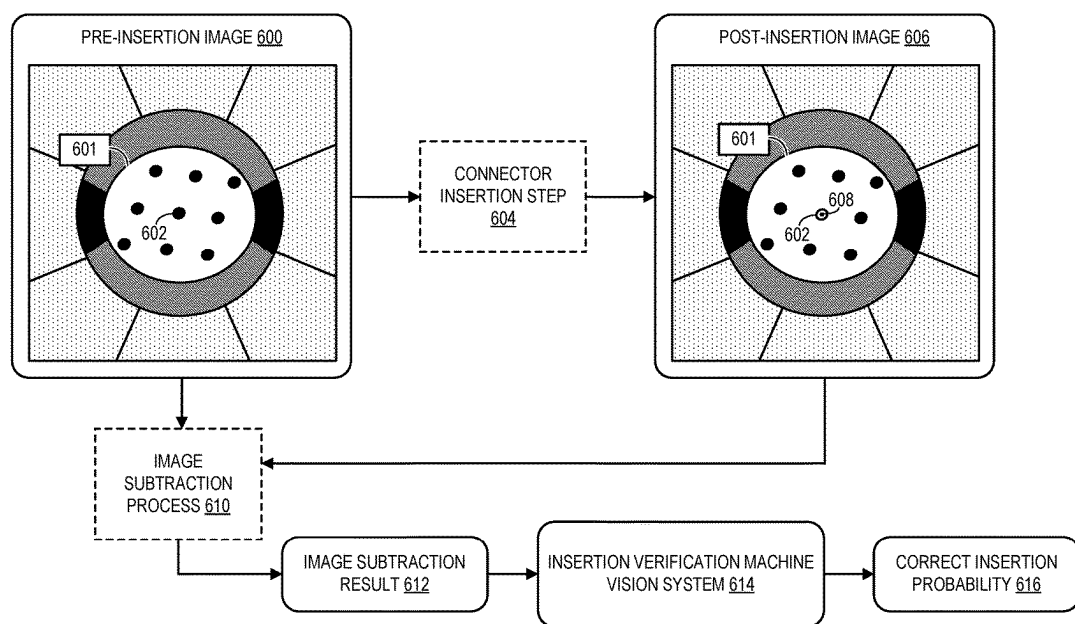 PRE-INSERTION IMAGE 600
601
602
CONNECTOR
INSERTION STEP
604
POST-INSERTION IMAGE 606
601
608
602
IMAGE
SUBTRACTION
PROCESS 610
IMAGE SUBTRACTION
RESULT 612
INSERTION VERIFICATION MACHINE
VISION SYSTEM 614
CORRECT INSERTION
PROBABILITY 616